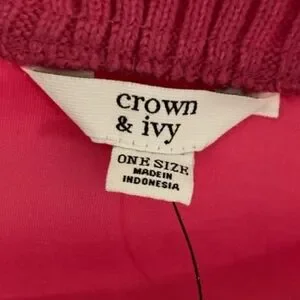 crown
& ivy
ONE SIZE
MADE IN
INDONESIA